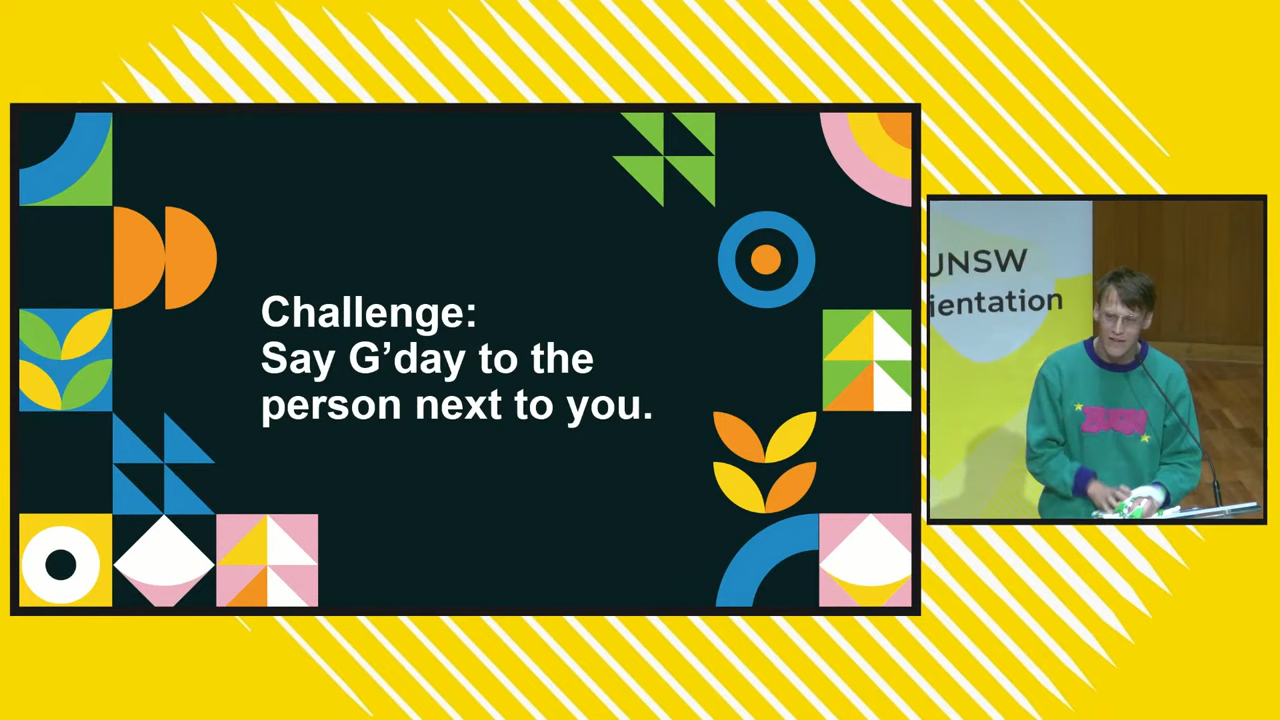 Challenge:
Say G’day to the
person next to you.
UNSW
ientation